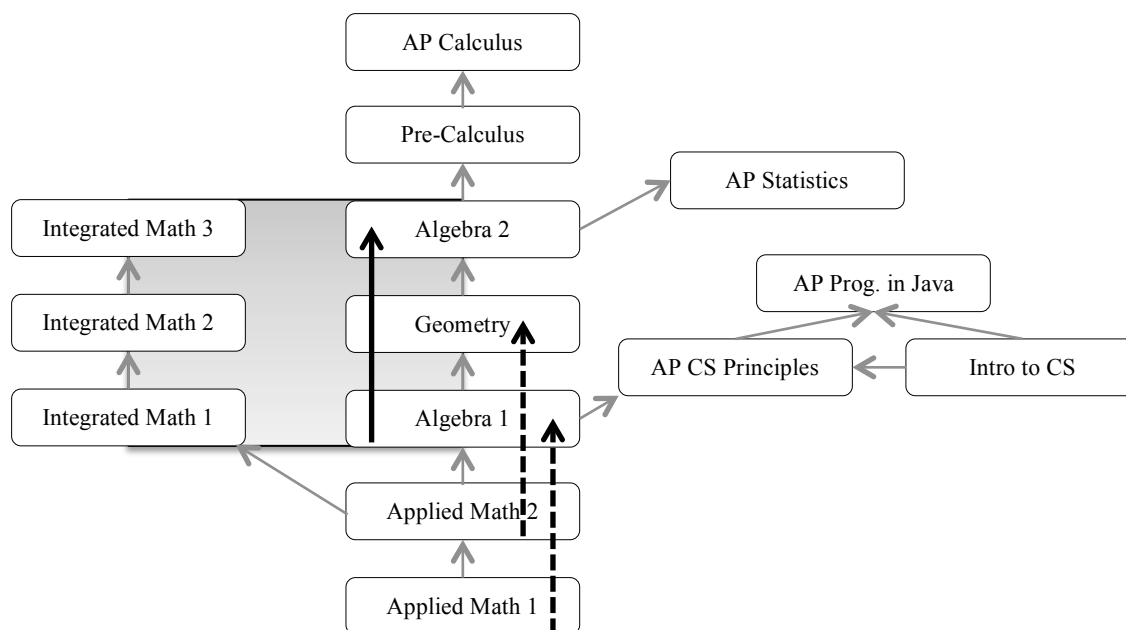 AP Calculus
Pre-Calculus
AP Statistics
Integrated Math 3
Algebra 2
AP Prog. in Java
Integrated Math 2
Geometry
AP CS Principles
Intro to CS
Integrated Math 1
Algebra 1
Applied Math 2
Applied Math 1